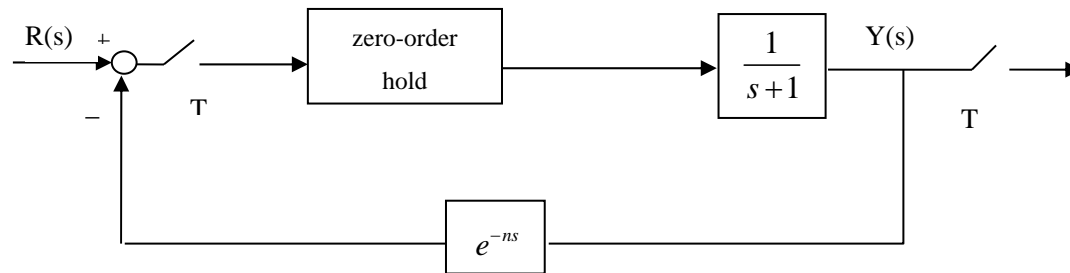 R(s)
+
−
T
zero-order
hold
1
s+1
Y(s)
T
e^{-ns}